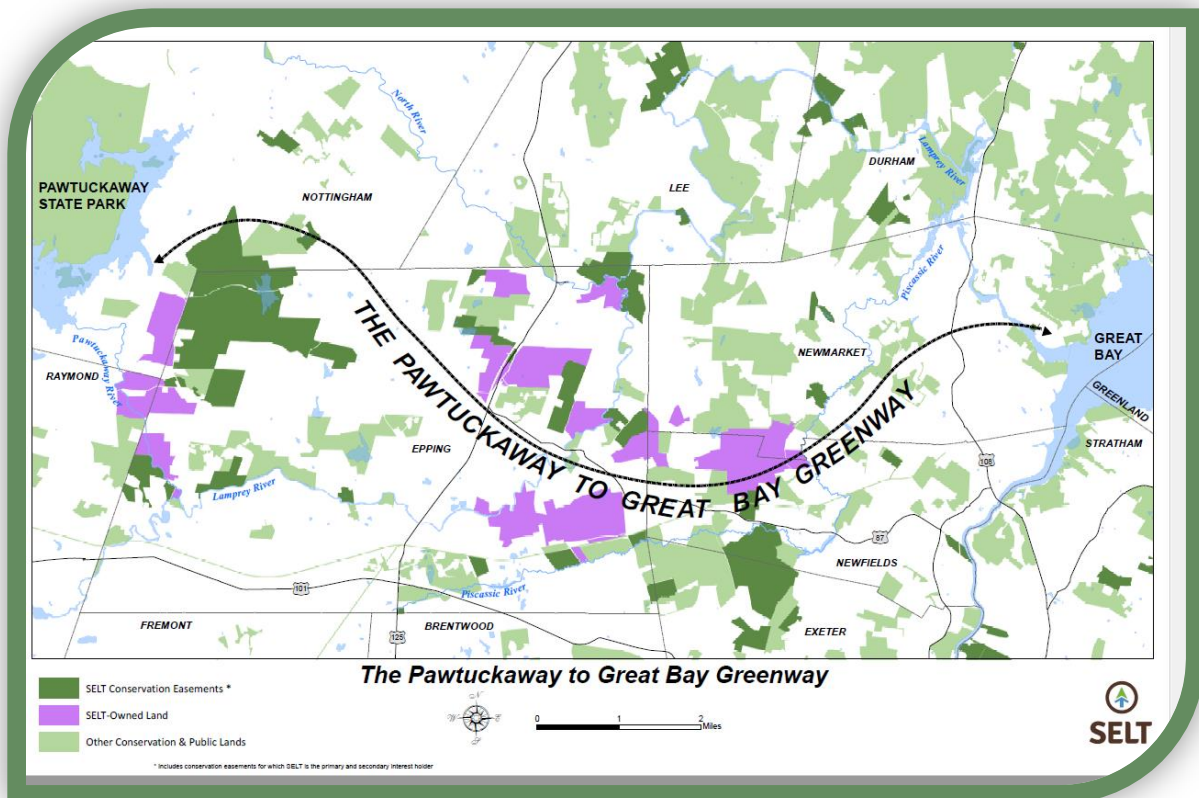 North River
PAWTUCKAWAY
STATE PARK
NOTTINGHAM
LEE
DURHAM
Lamprey River
Piscassic River
THE PAWTUCKAWAY TO GREAT BAY GREENWAY
Pawtuckaway River
RAYMOND
NEWMARKET
GREAT
BAY
GREENLAND
STRATHAM
EPPING
108
Lamprey River
87
NEWFIELDS
101
Piscassic River
FREMONT
125
BRENTWOOD
EXETER
The Pawtuckaway to Great Bay Greenway
SELT Conservation Easements *
SELT-Owned Land
Other Conservation & Public Lands
N
W
E
S
0 1 2
Miles
SELT
* Includes conservation easements for which SELT is the primary and secondary interest holder